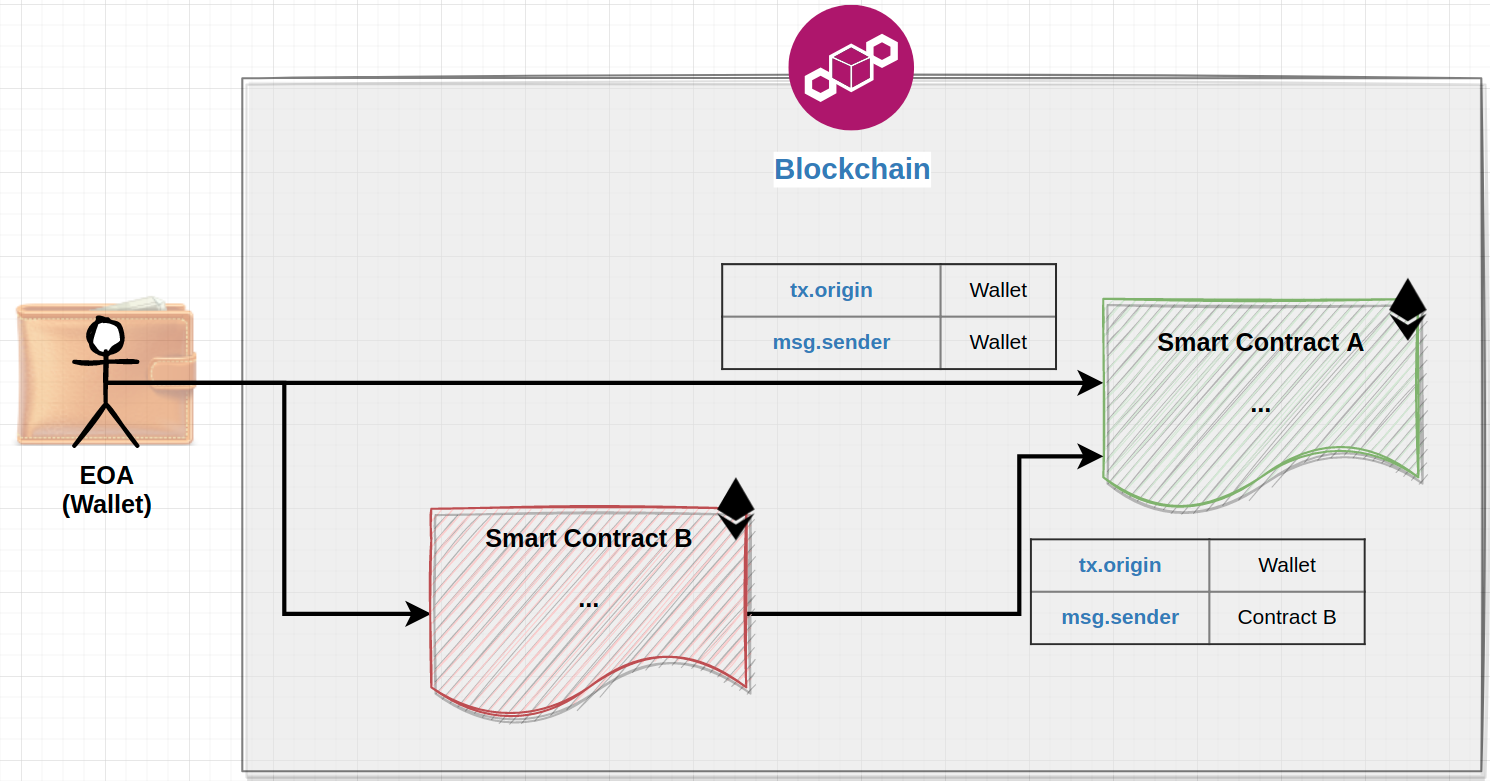 Blockchain
tx.origin Wallet
msg.sender Wallet
Smart Contract A
...
EOA
(Wallet)
Smart Contract B
...
tx.origin Wallet
msg.sender Contract B